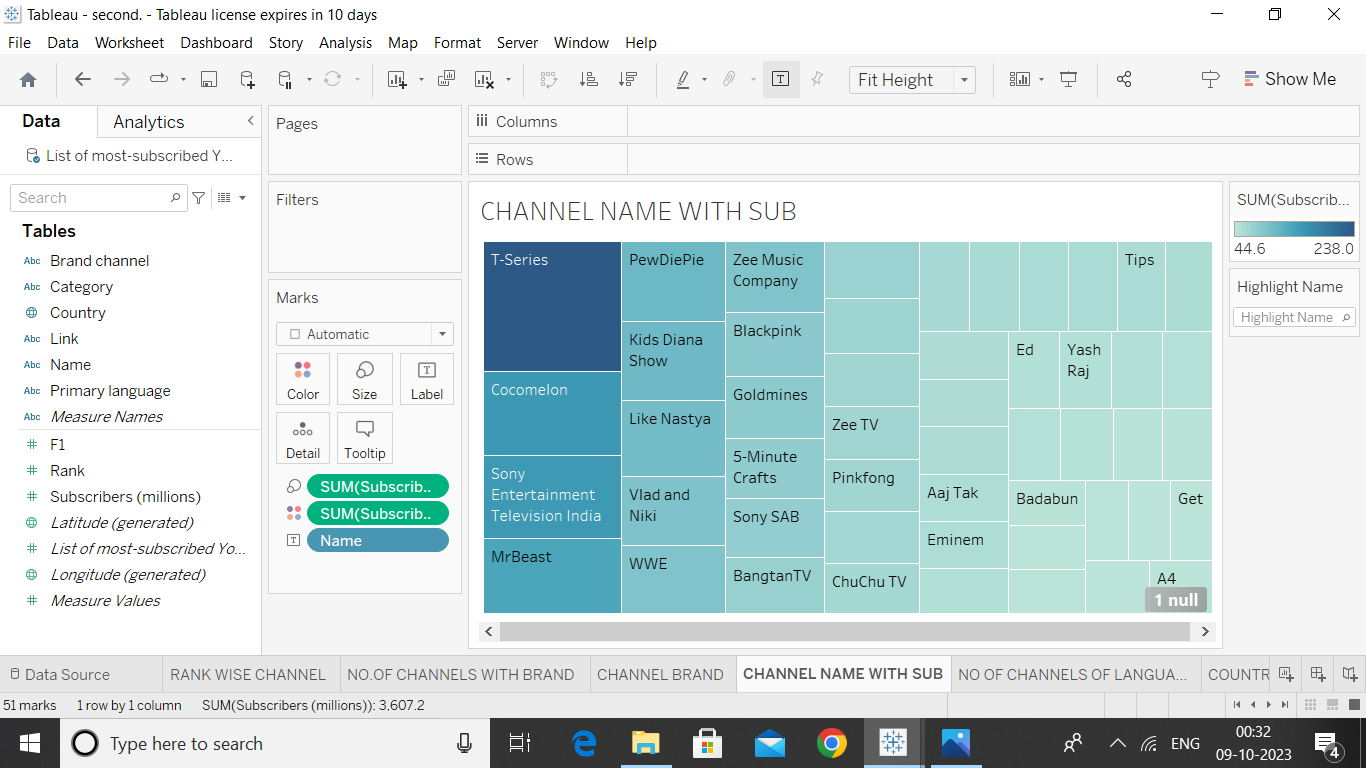 Tableau - second. - Tableau license expires in 10 days
File Data Worksheet Dashboard Story Analysis Map Format Server Window Help
Fit Height
Show Me
Data
Analytics
List of most-subscribed Y...
Search
Tables
Abc Brand channel
Abc Category
Country
Abc Link
Abc Name
Abc Primary language
Abc Measure Names
# F1
# Rank
# Subscribers (millions)
Latitude (generated)
# List of most-subscribed Yo...
Longitude (generated)
# Measure Values
Pages
Filters
Marks
Automatic
Color Size Label
Detail Tooltip
SUM(Subscrib..
SUM(Subscrib..
Name
Columns
Rows
CHANNEL NAME WITH SUB
T-Series
Cocomelon
Sony
Entertainment
Television India
MrBeast
PewDiePie
Kids Diana
Show
Like Nastya
Vlad and
Niki
WWE
Zee Music
Company
Blackpink
Goldmines
5-Minute
Crafts
Sony SAB
BangtanTV
Zee TV
Pinkfong
ChuChu TV
Aaj Tak
Eminem
Tips
Ed
Yash
Raj
Badabun
Get
A4
1 null
SUM(Subscrib...
44.6 238.0
Highlight Name
Highlight Name
Data Source
RANK WISE CHANNEL
NO.OF CHANNELS WITH BRAND
CHANNEL BRAND
CHANNEL NAME WITH SUB
NO OF CHANNELS OF LANGUA...
COUNTR
51 marks 1 row by 1 column SUM(Subscribers (millions)): 3,607.2
Type here to search
ENG
00:32
09-10-2023
4